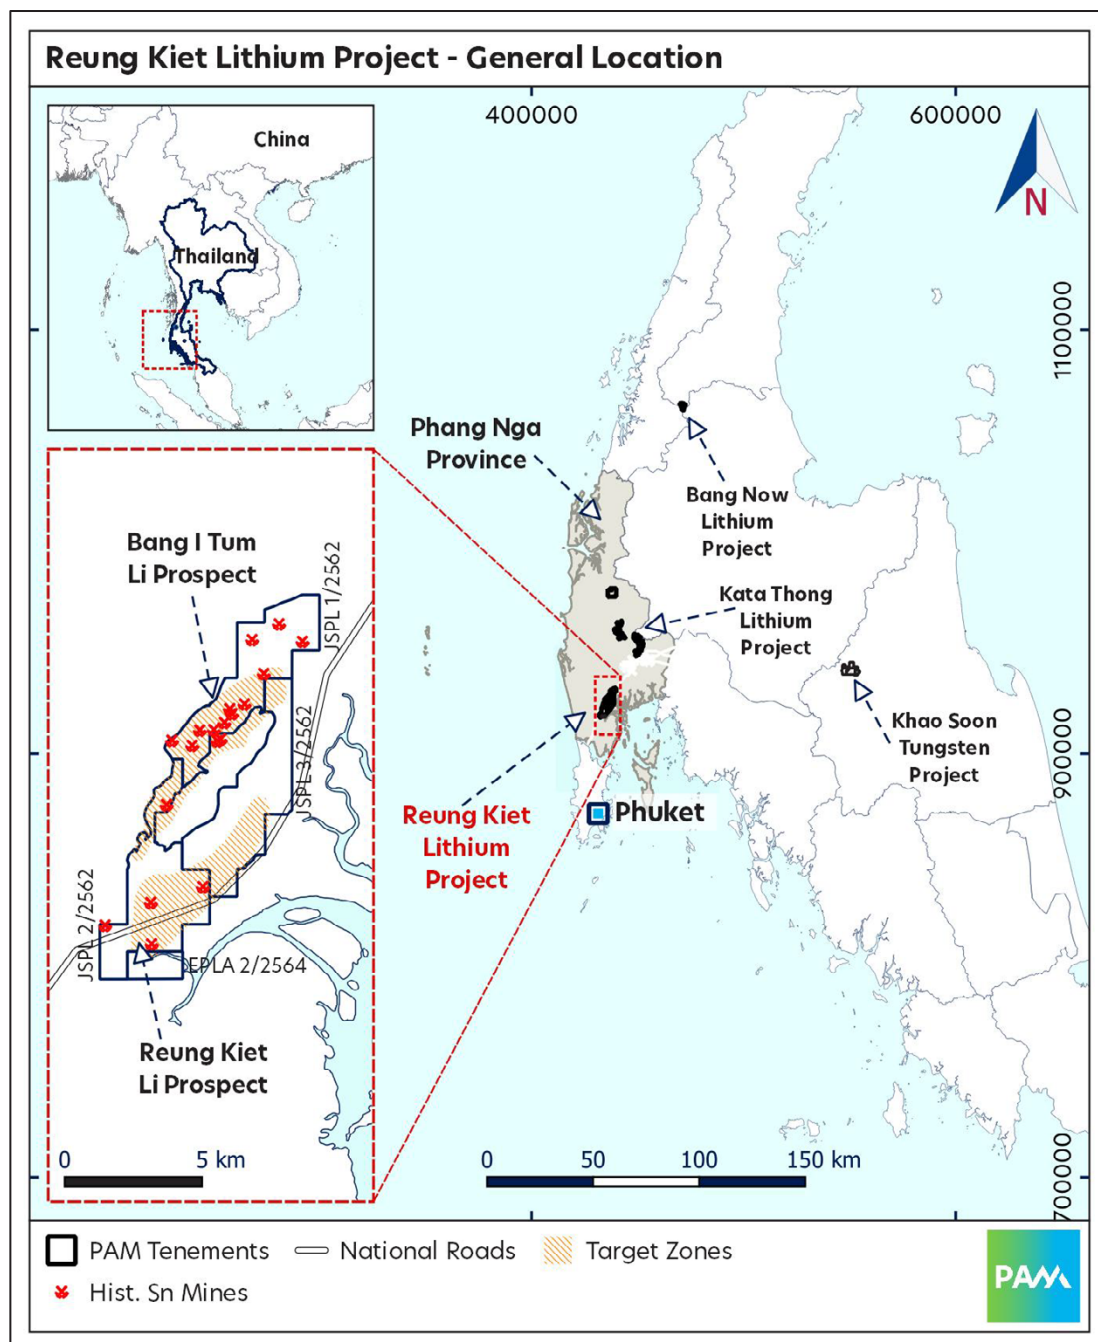 Reung Kiet Lithium Project - General Location
400000
600000
China
Thailand
N
1100000
Phang Nga
Province
Bang Now
Lithium
Project
Bang I Tum
Li Prospect
JSPL 1/2562
Kata Thong
Lithium
Project
Khao Soon
Tungsten
Project
JSPL 3/2562
900000
Reung Kiet
Lithium
Project
Phuket
JSPL 2/2562
EPLA 2/2564
Reung Kiet
Li Prospect
0 5 km
0 50 100 150 km
700000
PAM Tenements
National Roads
Target Zones
Hist. Sn Mines
PAM